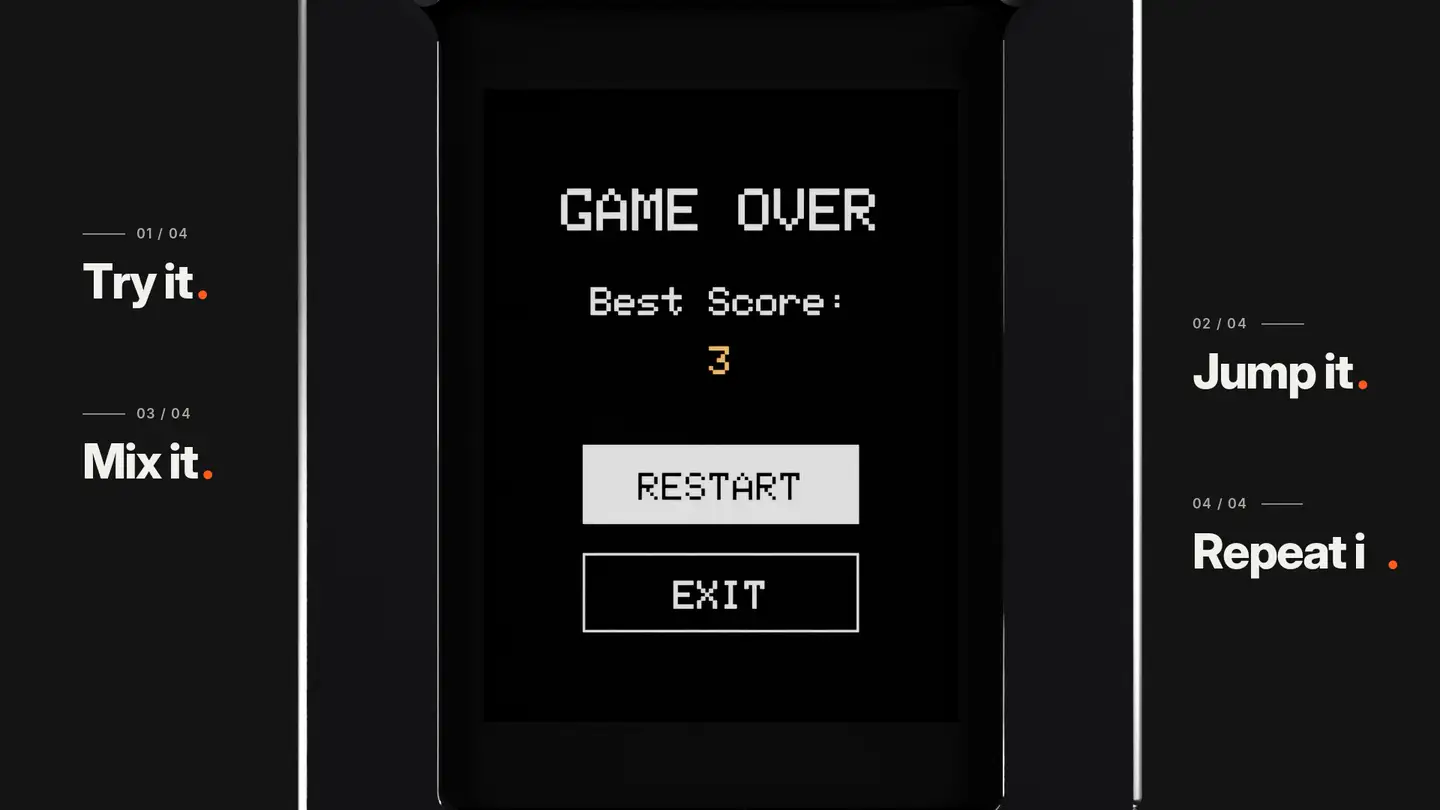 01 / 04
Try it.
03 / 04
Mix it.
GAME OVER
Best Score:
3
RESTART
EXIT
02 / 04
Jump it.
04 / 04
Repeat i .